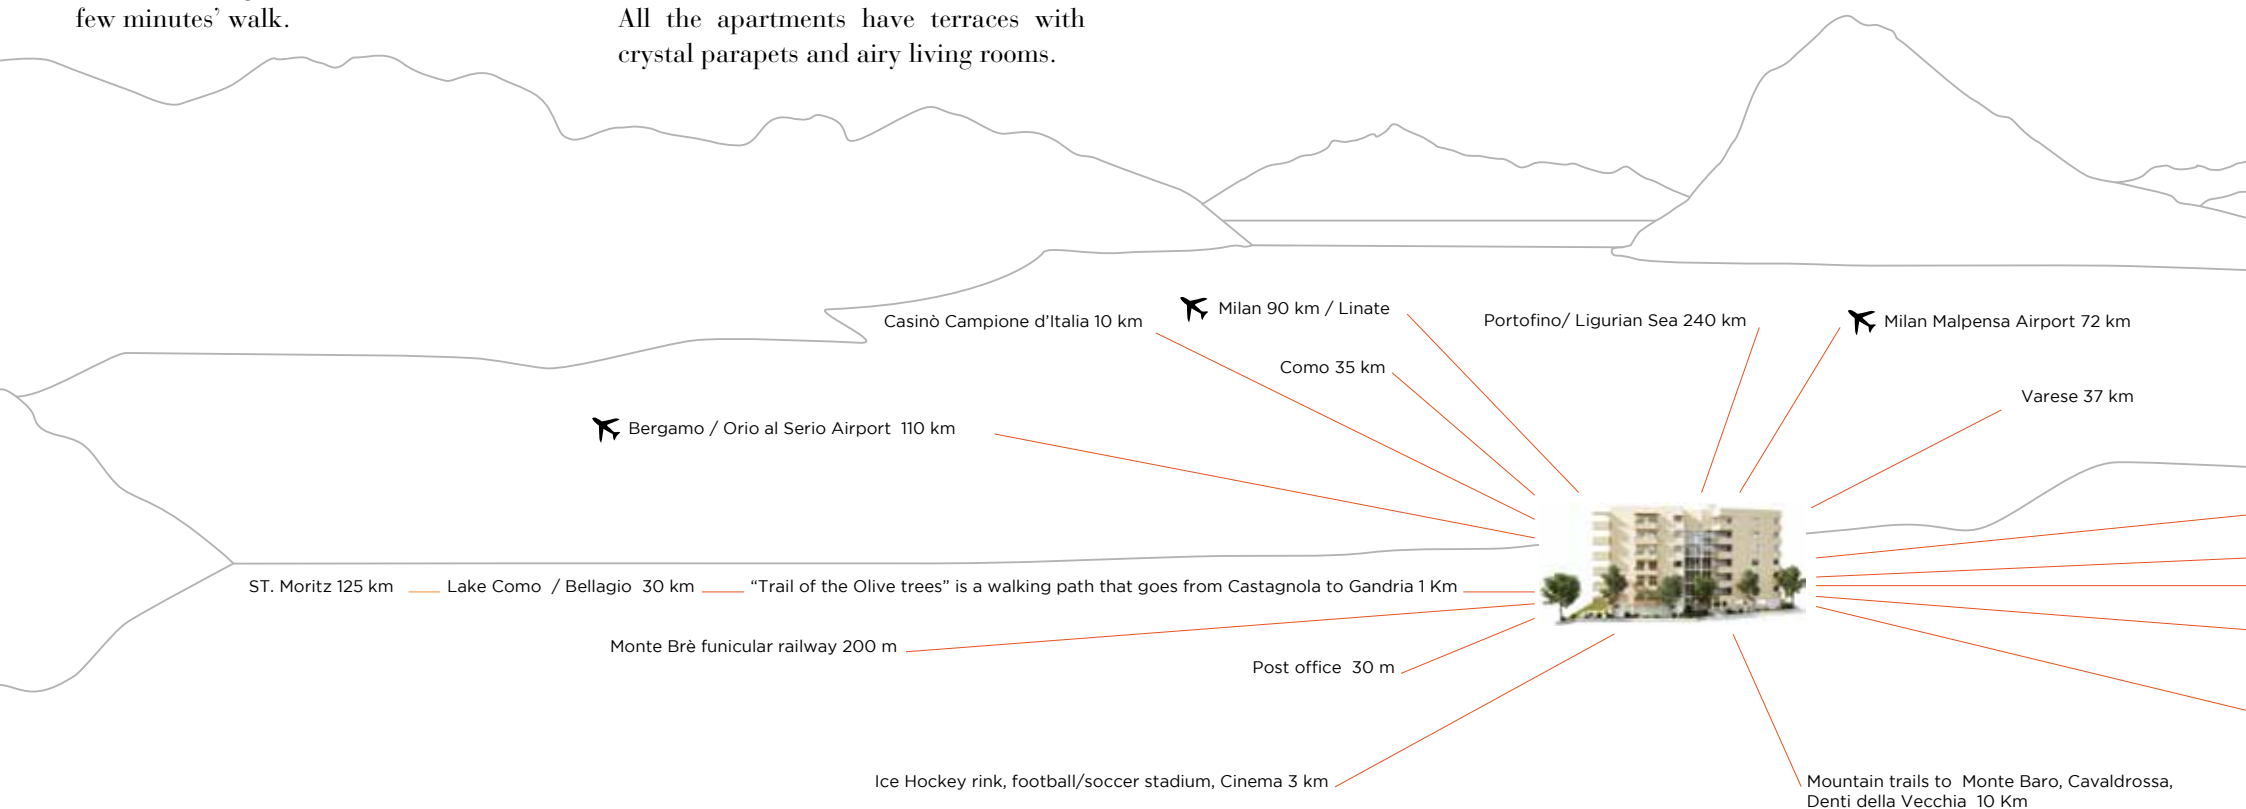 few minutes’ walk.
All the apartments have terraces with
crystal parapets and airy living rooms.
Casinò Campione d’Italia 10 km
Milan 90 km / Linate
Portofino/ Ligurian Sea 240 km
Milan Malpensa Airport 72 km
Como 35 km
Varese 37 km
Bergamo / Orio al Serio Airport 110 km
ST. Moritz 125 km
Lake Como / Bellagio 30 km
“Trail of the Olive trees” is a walking path that goes from Castagnola to Gandria 1 Km
Monte Brè funicular railway 200 m
Post office 30 m
Ice Hockey rink, football/soccer stadium, Cinema 3 km
Mountain trails to Monte Baro, Cavaldrossa,
Denti della Vecchia 10 Km